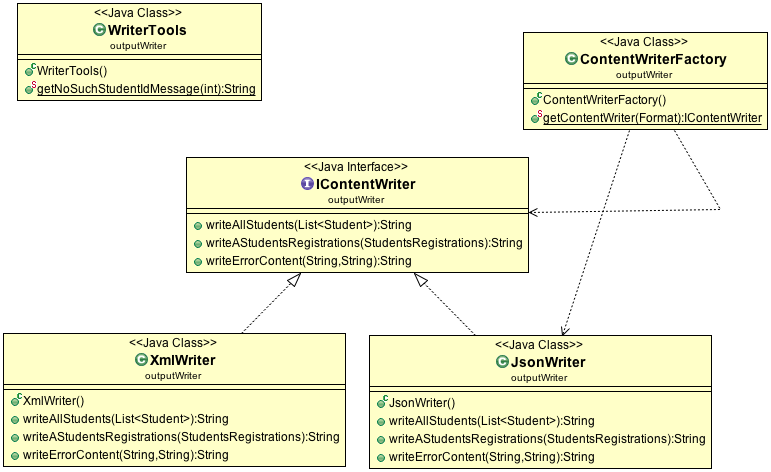 <<Java Class>>
WriterTools
outputWriter
WriterTools()
getNoSuchStudentIdMessage(int):String
<<Java Class>>
ContentWriterFactory
outputWriter
ContentWriterFactory()
getContentWriter(Format):IContentWriter
<<Java Interface>>
IContentWriter
outputWriter
writeAllStudents(List<Student>):String
writeAStudentsRegistrations(StudentsRegistrations):String
writeErrorContent(String,String):String
<<Java Class>>
XmlWriter
outputWriter
XmlWriter()
writeAllStudents(List<Student>):String
writeAStudentsRegistrations(StudentsRegistrations):String
writeErrorContent(String,String):String
<<Java Class>>
JsonWriter
outputWriter
JsonWriter()
writeAllStudents(List<Student>):String
writeAStudentsRegistrations(StudentsRegistrations):String
writeErrorContent(String,String):String